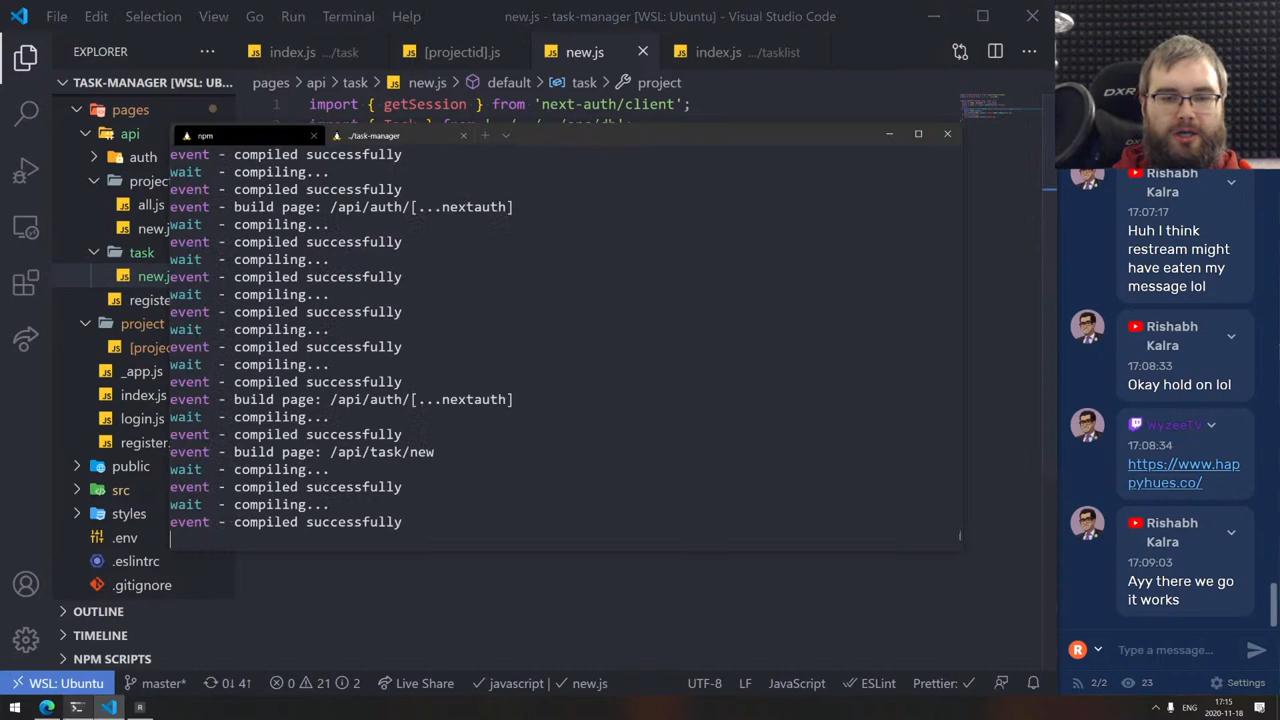 File Edit Selection View Go Run Terminal Help
new.js - task-manager [WSL: Ubuntu] - Visual Studio Code
EXPLORER
index.js .../task
[projectid].js
new.js
index.js .../tasklist
TASK-MANAGER [WSL: UB...
pages > api > task > new.js > default > task > project
1 import { getSession } from 'next-auth/client';
pages
api
auth
projec
all.js
new.
task
new.j
registe
project
[projec
_app.js
index.js
login.js
register.
public
src
styles
.env
.eslintrc
.gitignore
OUTLINE
TIMELINE
NPM SCRIPTS
npm
../task-manager
event - compiled successfully
wait - compiling...
event - compiled successfully
event - build page: /api/auth/[...nextauth]
wait - compiling...
event - compiled successfully
wait - compiling...
event - compiled successfully
wait - compiling...
event - compiled successfully
wait - compiling...
event - compiled successfully
wait - compiling...
event - compiled successfully
event - build page: /api/auth/[...nextauth]
wait - compiling...
event - compiled successfully
event - build page: /api/task/new
wait - compiling...
event - compiled successfully
wait - compiling...
event - compiled successfully
WSL: Ubuntu
master*
0↓ 4↑
0 21 2
Live Share
javascript | new.js
UTF-8
LF
JavaScript
ESLint
Prettier:
DXR
Rishabh
Kalra
17:07:17
Huh I think
restream might
have eaten my
message lol
Rishabh
Kalra
17:08:33
Okay hold on lol
WyzeeTV
17:08:34
https://www.hap
pyhues.co/
Rishabh
Kalra
17:09:03
Ayy there we go
it works
R
Type a message...
2/2
23
Settings
R
ENG
17:15
2020-11-18